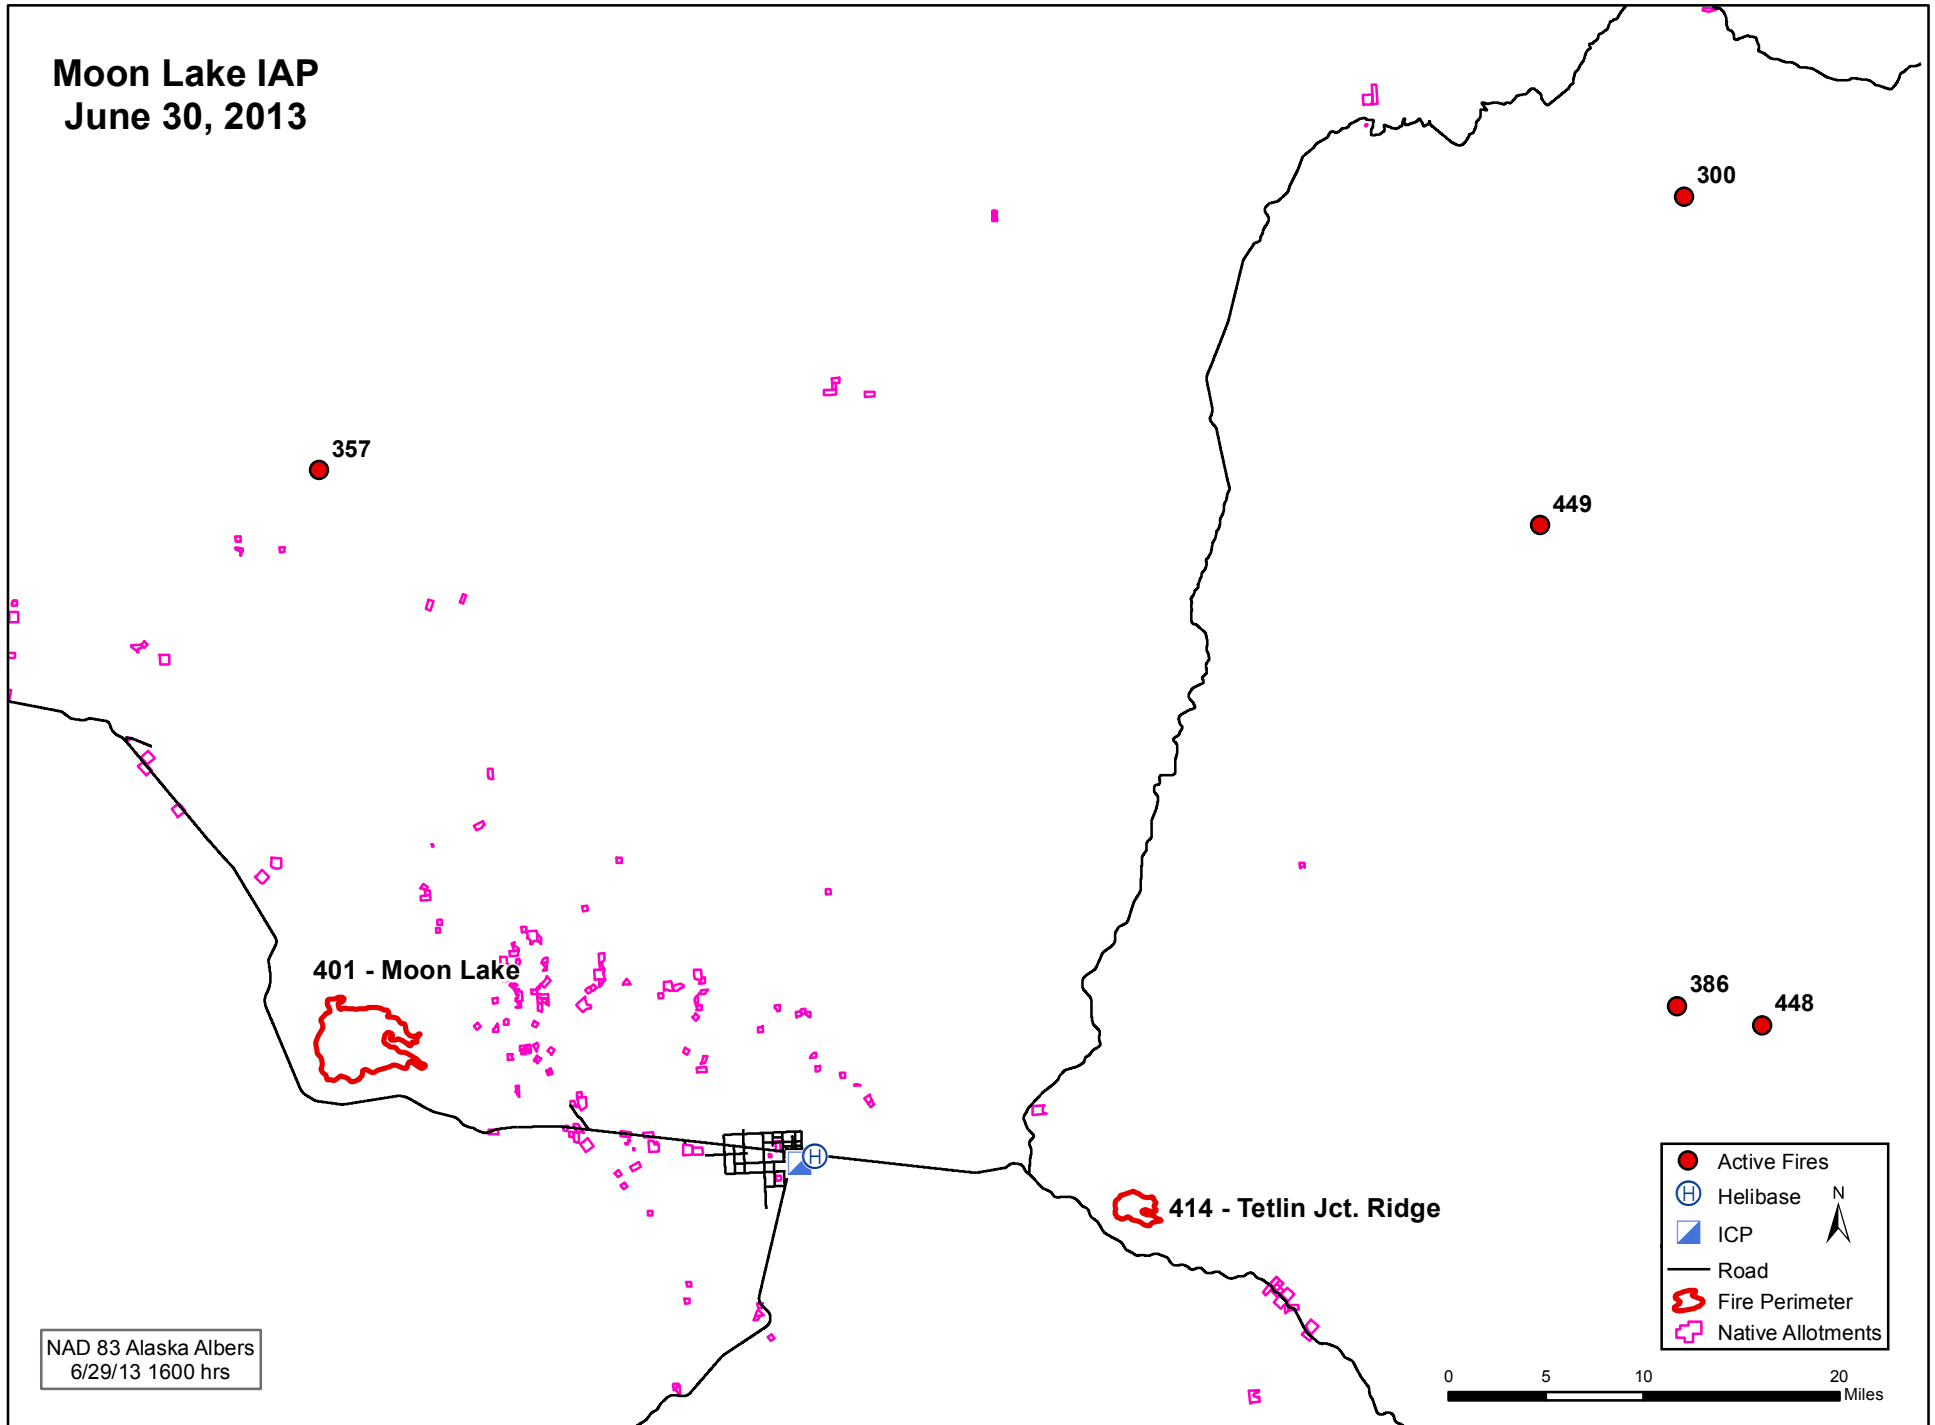 Moon Lake IAP
June 30, 2013
300
357
449
401 - Moon Lake
386
448
H
414 - Tetlin Jct. Ridge
Active Fires
H Helibase
N
ICP
Road
Fire Perimeter
Native Allotments
NAD 83 Alaska Albers
6/29/13 1600 hrs
0 5 10 20
Miles